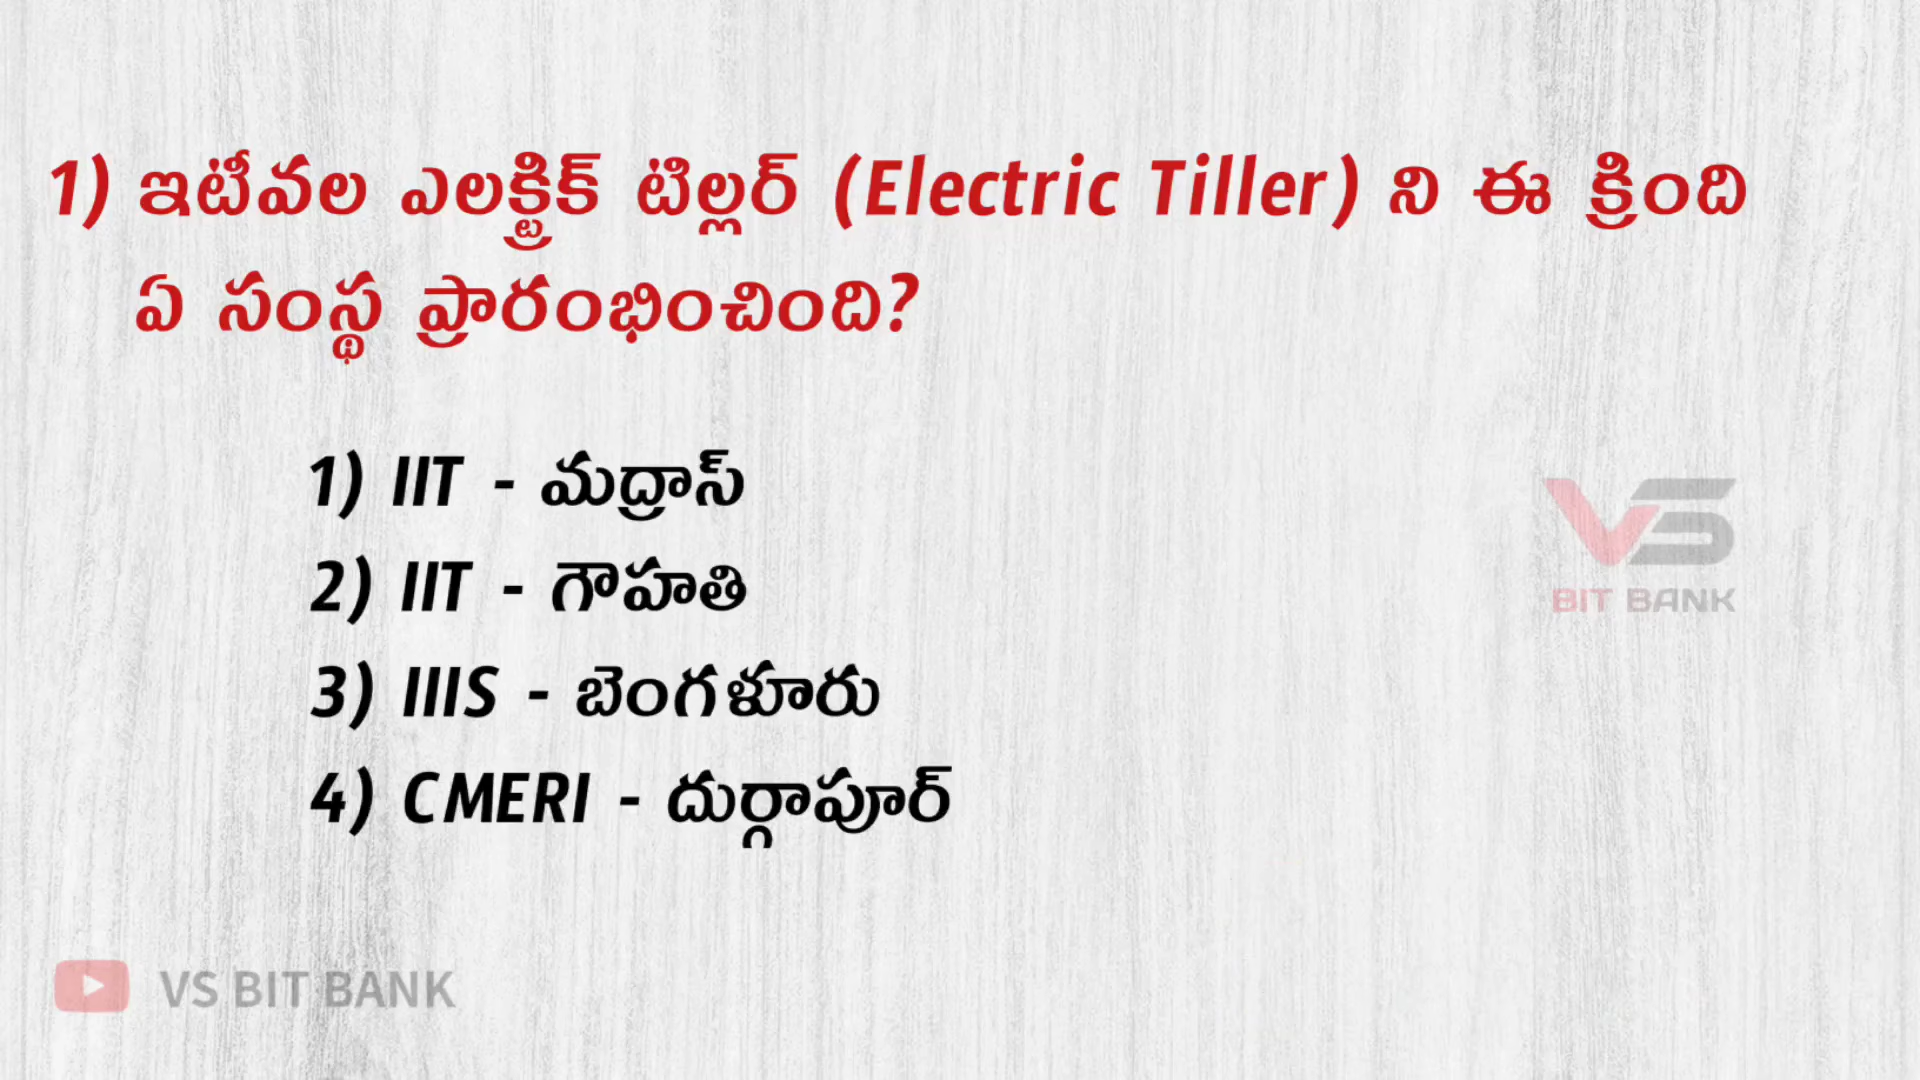 1) ఇటీవల ఎలక్ట్రిక్ టిల్లర్ (Electric Tiller) ని ఈ క్రింది
ఏ సంస్థ ప్రారంభించింది?
1) IIT - మద్రాస్
2) IIT - గౌహతి
3) IIIS - బెంగళూరు
4) CMERI - దుర్గాపూర్
VS
BIT BANK
VS BIT BANK